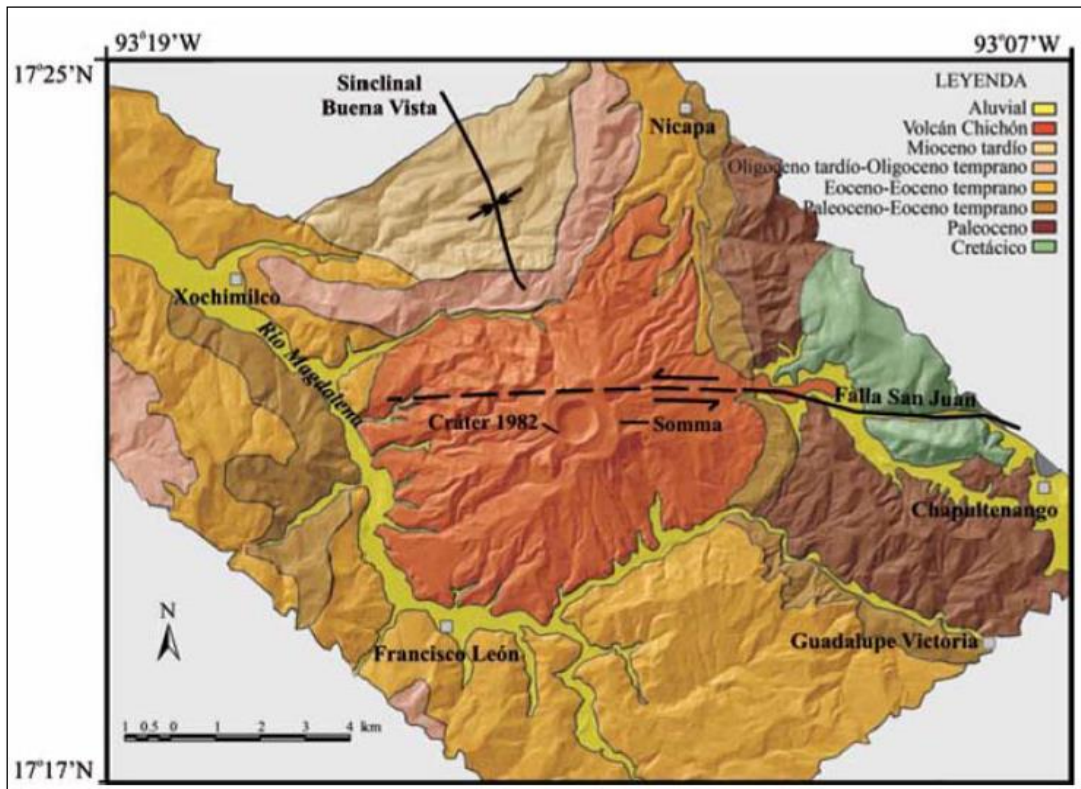 93°19'W
93°07'W
17°25'N
Sinclinal
Buena Vista
Nicapa
LEYENDA
Aluvial
Volcán Chichón
Mioceno tardío
Oligoceno tardío-Oligoceno temprano
Eoceno-Eoceno temprano
Paleoceno-Eoceno temprano
Paleoceno
Cretácico
Xochimilco
Río Magdalena
Falla San Juan
Cráter 1982
Somma
Chapultenango
N
Francisco León
Guadalupe Victoria
1 0.5 0 1 2 3 4 km
17°17'N